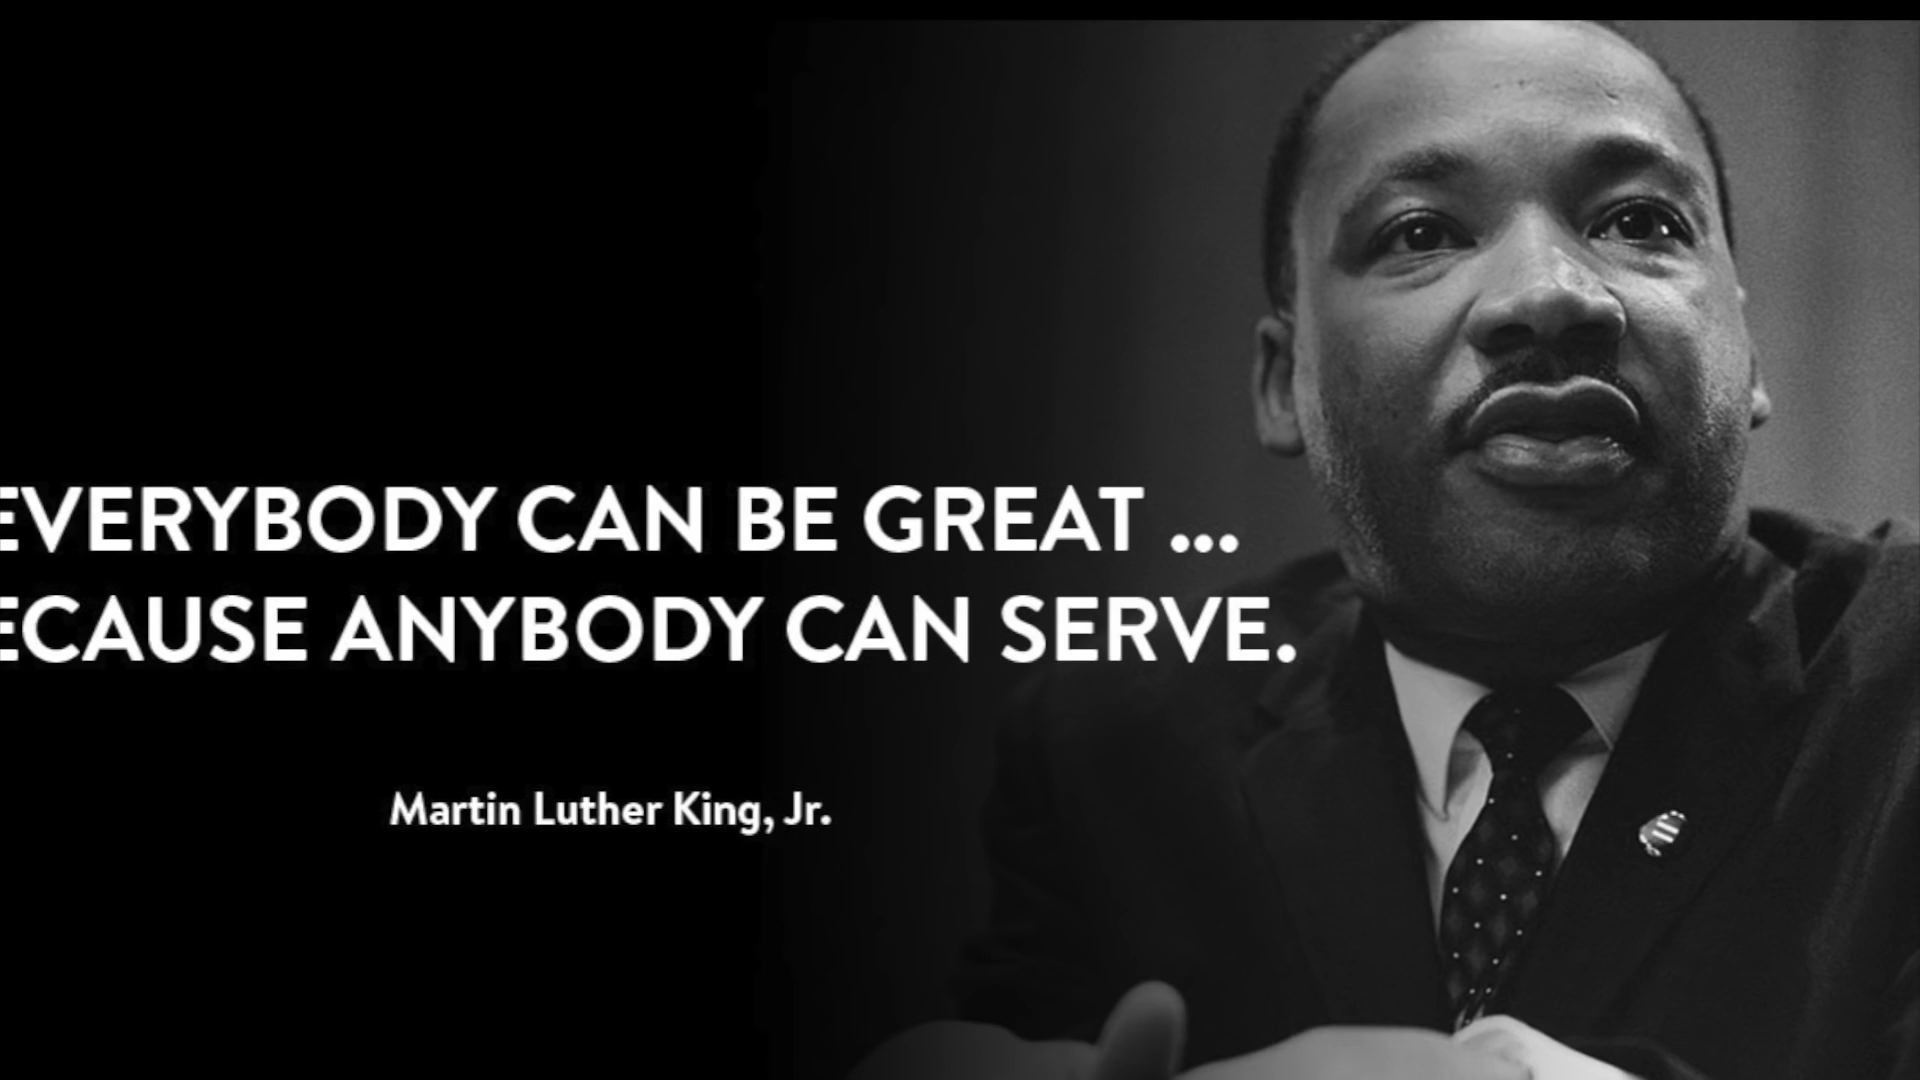 EVERYBODY CAN BE GREAT ...
ECAUSE ANYBODY CAN SERVE.
Martin Luther King, Jr.